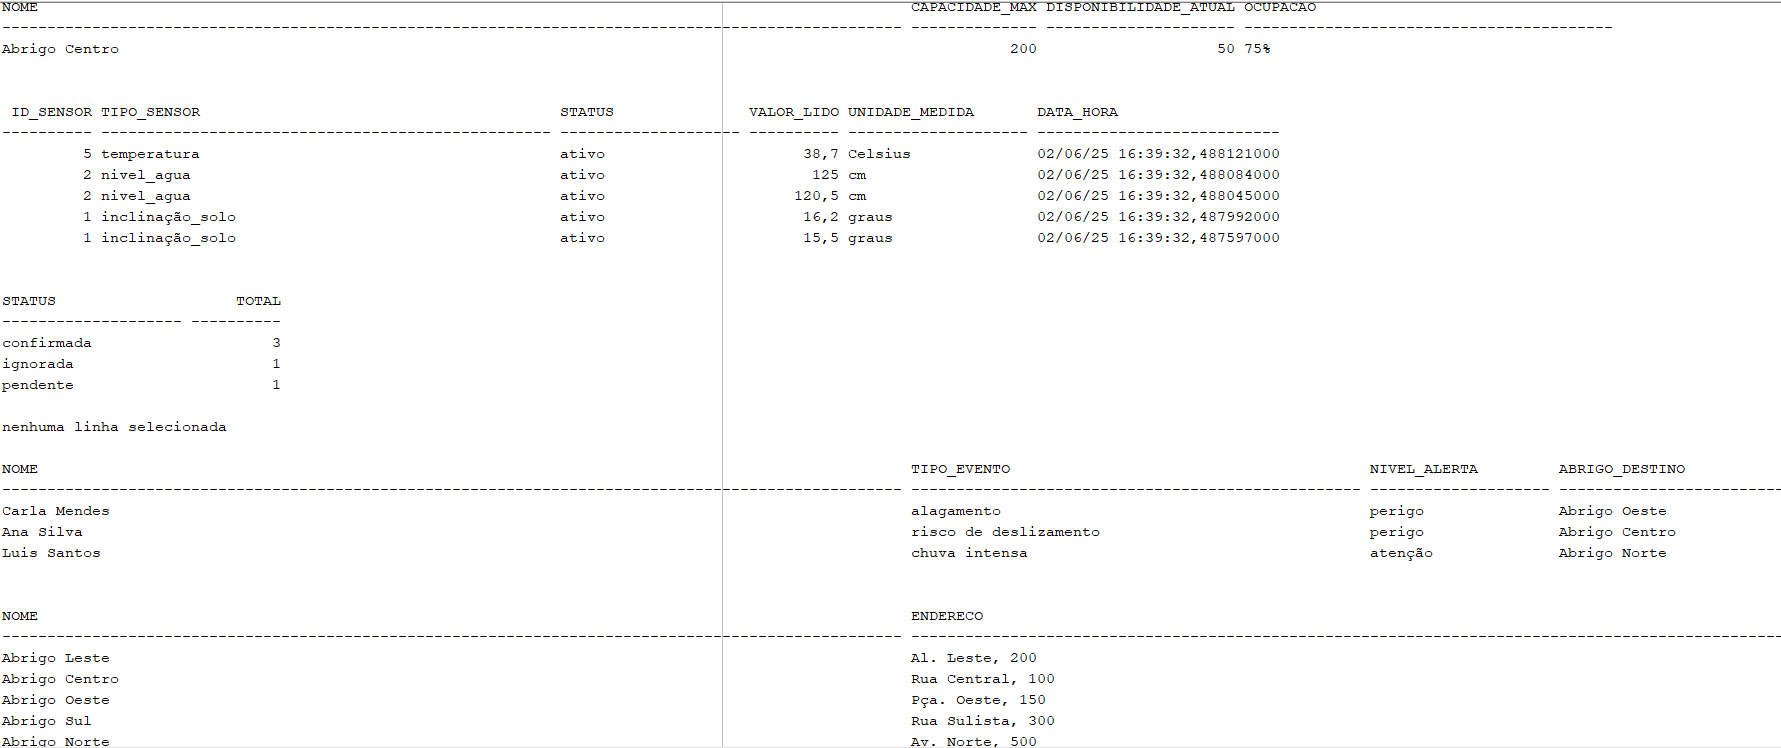 NOME CAPACIDADE_MAX DISPONIBILIDADE_ATUAL OCUPACAO
---------------------------------------------------------------------------------------------------- -------------- --------------------- -----------------------------------------
Abrigo Centro 200 50 75%
ID_SENSOR TIPO_SENSOR STATUS VALOR_LIDO UNIDADE_MEDIDA DATA_HORA
---------- -------------------------------------------------- -------------------- ---------- -------------------- ---------------------------
5 temperatura ativo 38,7 Celsius 02/06/25 16:39:32,488121000
2 nivel_agua ativo 125 cm 02/06/25 16:39:32,488084000
2 nivel_agua ativo 120,5 cm 02/06/25 16:39:32,488045000
1 inclinação_solo ativo 16,2 graus 02/06/25 16:39:32,487992000
1 inclinação_solo ativo 15,5 graus 02/06/25 16:39:32,487597000
STATUS TOTAL
-------------------- ----------
confirmada 3
ignorada 1
pendente 1
nenhuma linha selecionada
NOME TIPO_EVENTO NIVEL_ALERTA ABRIGO_DESTINO
---------------------------------------------------------------------------------------------------- -------------------------------------------------- -------------------- -------------------------
Carla Mendes alagamento perigo Abrigo Oeste
Ana Silva risco de deslizamento perigo Abrigo Centro
Luis Santos chuva intensa atenção Abrigo Norte
NOME ENDERECO
---------------------------------------------------------------------------------------------------- -------------------------------------------------------------------------------------------------
Abrigo Leste Al. Leste, 200
Abrigo Centro Rua Central, 100
Abrigo Oeste Pça. Oeste, 150
Abrigo Sul Rua Sulista, 300
Abrigo Norte Av. Norte, 500